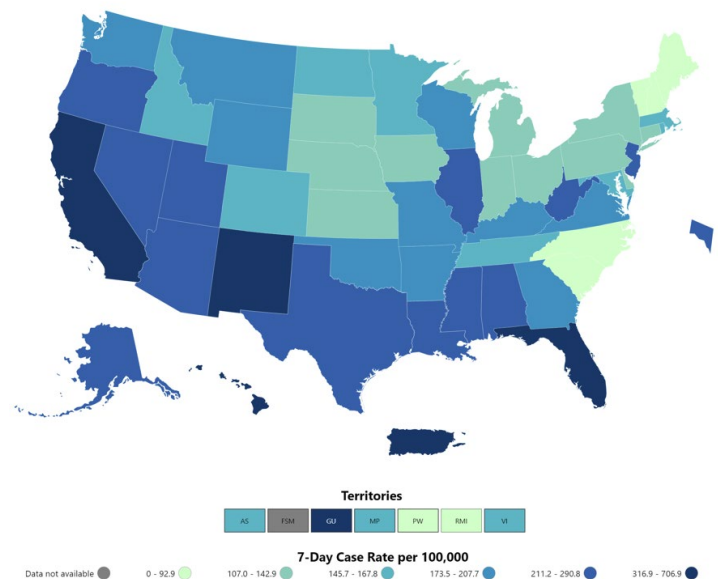 Territories
AS FSM GU MP PW RMI VI
7-Day Case Rate per 100,000
Data not available 0 - 92.9 107.0 - 142.9 145.7 - 167.8 173.5 - 207.7 211.2 - 290.8 316.9 - 706.9